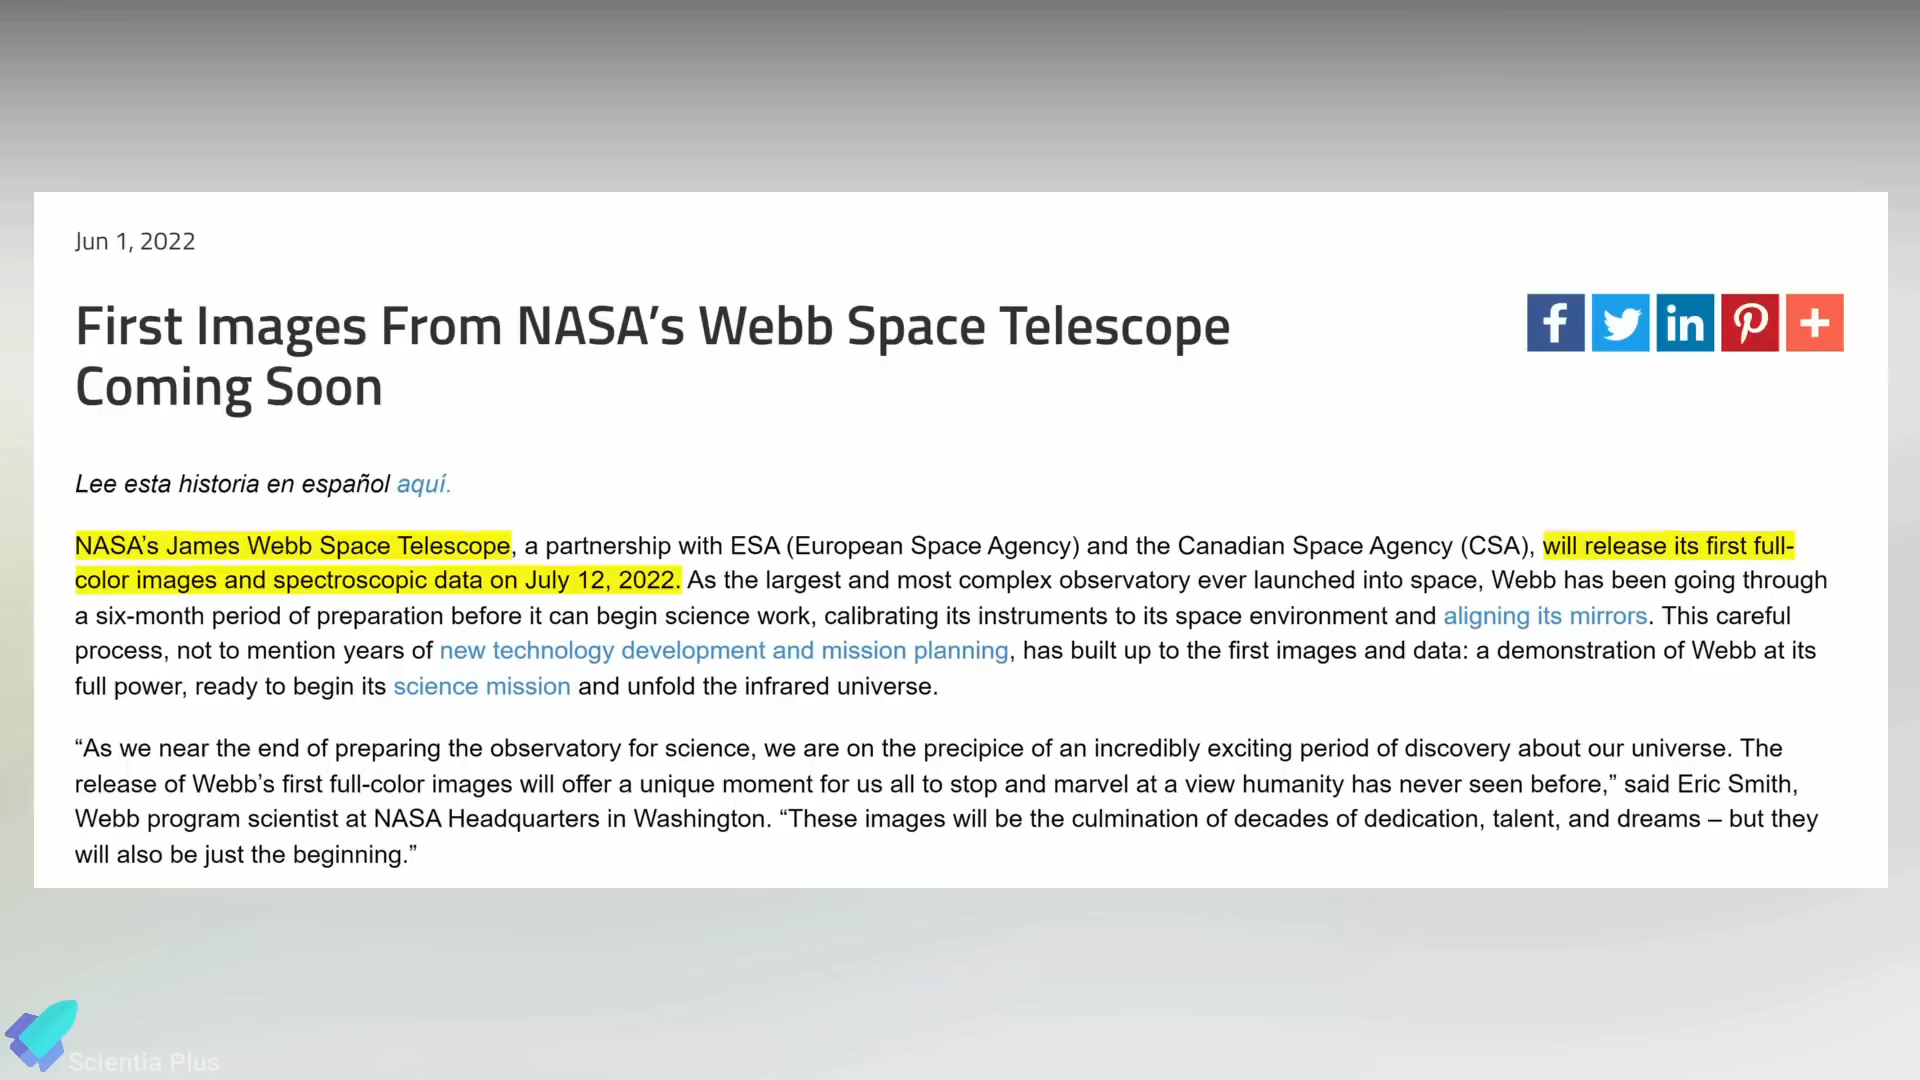 Jun 1, 2022
First Images From NASA’s Webb Space Telescope
Coming Soon
Lee esta historia en español aquí.
NASA’s James Webb Space Telescope, a partnership with ESA (European Space Agency) and the Canadian Space Agency (CSA), will release its first full-
color images and spectroscopic data on July 12, 2022. As the largest and most complex observatory ever launched into space, Webb has been going through
a six-month period of preparation before it can begin science work, calibrating its instruments to its space environment and aligning its mirrors. This careful
process, not to mention years of new technology development and mission planning, has built up to the first images and data: a demonstration of Webb at its
full power, ready to begin its science mission and unfold the infrared universe.
“As we near the end of preparing the observatory for science, we are on the precipice of an incredibly exciting period of discovery about our universe. The
release of Webb’s first full-color images will offer a unique moment for us all to stop and marvel at a view humanity has never seen before,” said Eric Smith,
Webb program scientist at NASA Headquarters in Washington. “These images will be the culmination of decades of dedication, talent, and dreams – but they
will also be just the beginning.”
Scientia Plus